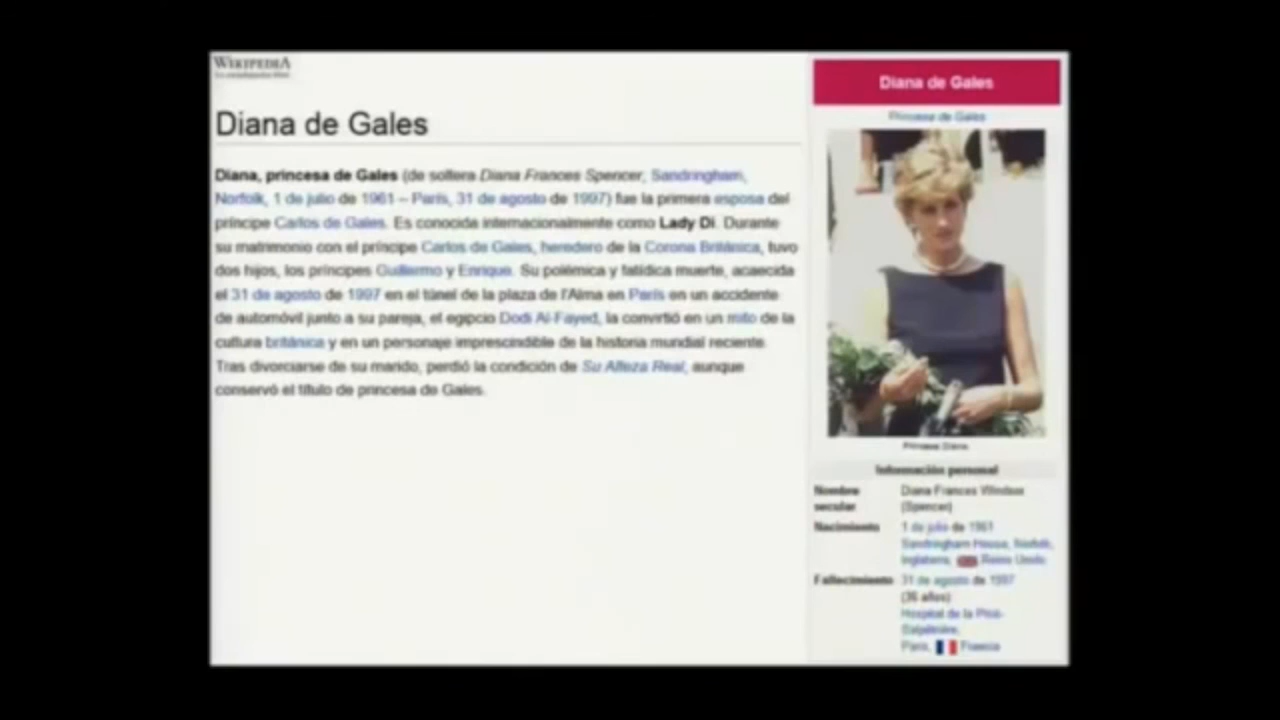 WIKIPEDIA
La enciclopedia libre
Diana de Gales
Diana, princesa de Gales (de soltera Diana Frances Spencer, Sandringham,
Norfolk, 1 de julio de 1961 – París, 31 de agosto de 1997) fue la primera esposa del
príncipe Carlos de Gales. Es conocida internacionalmente como Lady Di. Durante
su matrimonio con el príncipe Carlos de Gales, heredero de la Corona Británica, tuvo
dos hijos, los príncipes Guillermo y Enrique. Su polémica y fatídica muerte, acaecida
el 31 de agosto de 1997 en el túnel de la plaza de l'Alma en París en un accidente
de automóvil junto a su pareja, el egipcio Dodi Al-Fayed, la convirtió en un mito de la
cultura británica y en un personaje imprescindible de la historia mundial reciente.
Tras divorciarse de su marido, perdió la condición de Su Alteza Real, aunque
conservó el título de princesa de Gales.
Diana de Gales
Princesa de Gales
Princesa Diana.
Información personal
Nombre secular Diana Frances Windsor
(Spencer)
Nacimiento 1 de julio de 1961
Sandringham House, Norfolk,
Inglaterra, Reino Unido
Fallecimiento 31 de agosto de 1997
(36 años)
Hospital de la Pitié-
Salpêtrière,
París, Francia